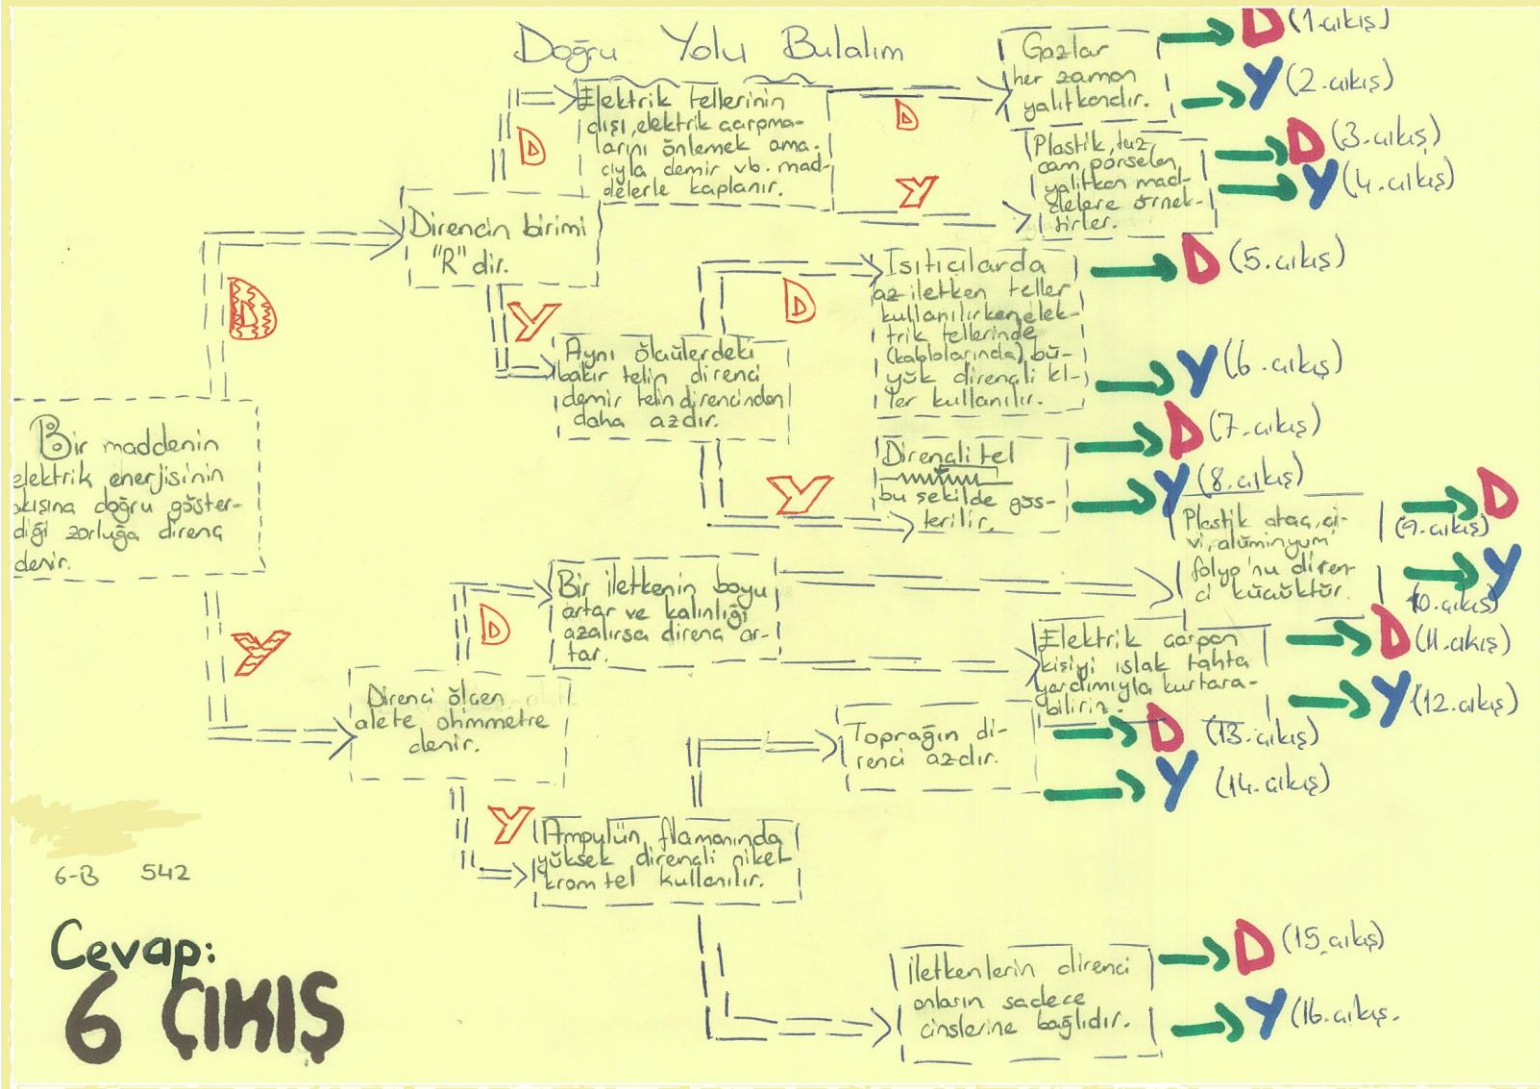 Doğru Yolu Bulalım
Bir maddenin
elektrik enerjisinin
akışına doğru göster-
diği zorluğa direnç
denir.
D
Y
Direncin birimi
"R" dir.
D
Y
Direnci ölçen
alete ohmmetre
denir.
D
Y
Elektrik tellerinin
dışı, elektrik çarpma-
larını önlemek ama-
cıyla demir vb. mad-
delerle kaplanır.
D
Y
Aynı ölçülerdeki
bakır telin direnci
demir telin direncinden
daha azdır.
D
Y
Bir iletkenin boyu
artar ve kalınlığı
azalırsa direnç ar-
tar.
Ampulün flamanında
yüksek dirençli nikel
krom tel kullanılır.
Gazlar
her zaman
yalıtkandır.
D (1.çıkış)
Y (2.çıkış)
Plastik, tuz,
cam porselen,
yalıtkan mad-
delere örnek-
tirler.
D (3.çıkış)
Y (4.çıkış)
Isıtıcılarda
az iletken teller
kullanılırken, elek-
trik tellerinde
(kablolarında) bü-
yük dirençli
ler kullanılır.
D (5.çıkış)
Y (6.çıkış)
Dirençli tel
bu şekilde gös-
terilir.
D (7.çıkış)
Y (8.çıkış)
Plastik ataç, çi-
vi, alüminyum
folyo'nu diren-
ci küçüktür.
D
(9.çıkış)
Y
(10.çıkış)
Elektrik çarpan
kişiyi ıslak tahta
yardımıyla kurtara-
biliriz.
D (11.çıkış)
Y (12.çıkış)
Toprağın di-
renci azdır.
D (13.çıkış)
Y (14.çıkış)
İletkenlerin direnci
onların sadece
cinslerine bağlıdır.
D (15.çıkış)
Y (16.çıkış.
6-B 542
Cevap:
6 ÇIKIŞ